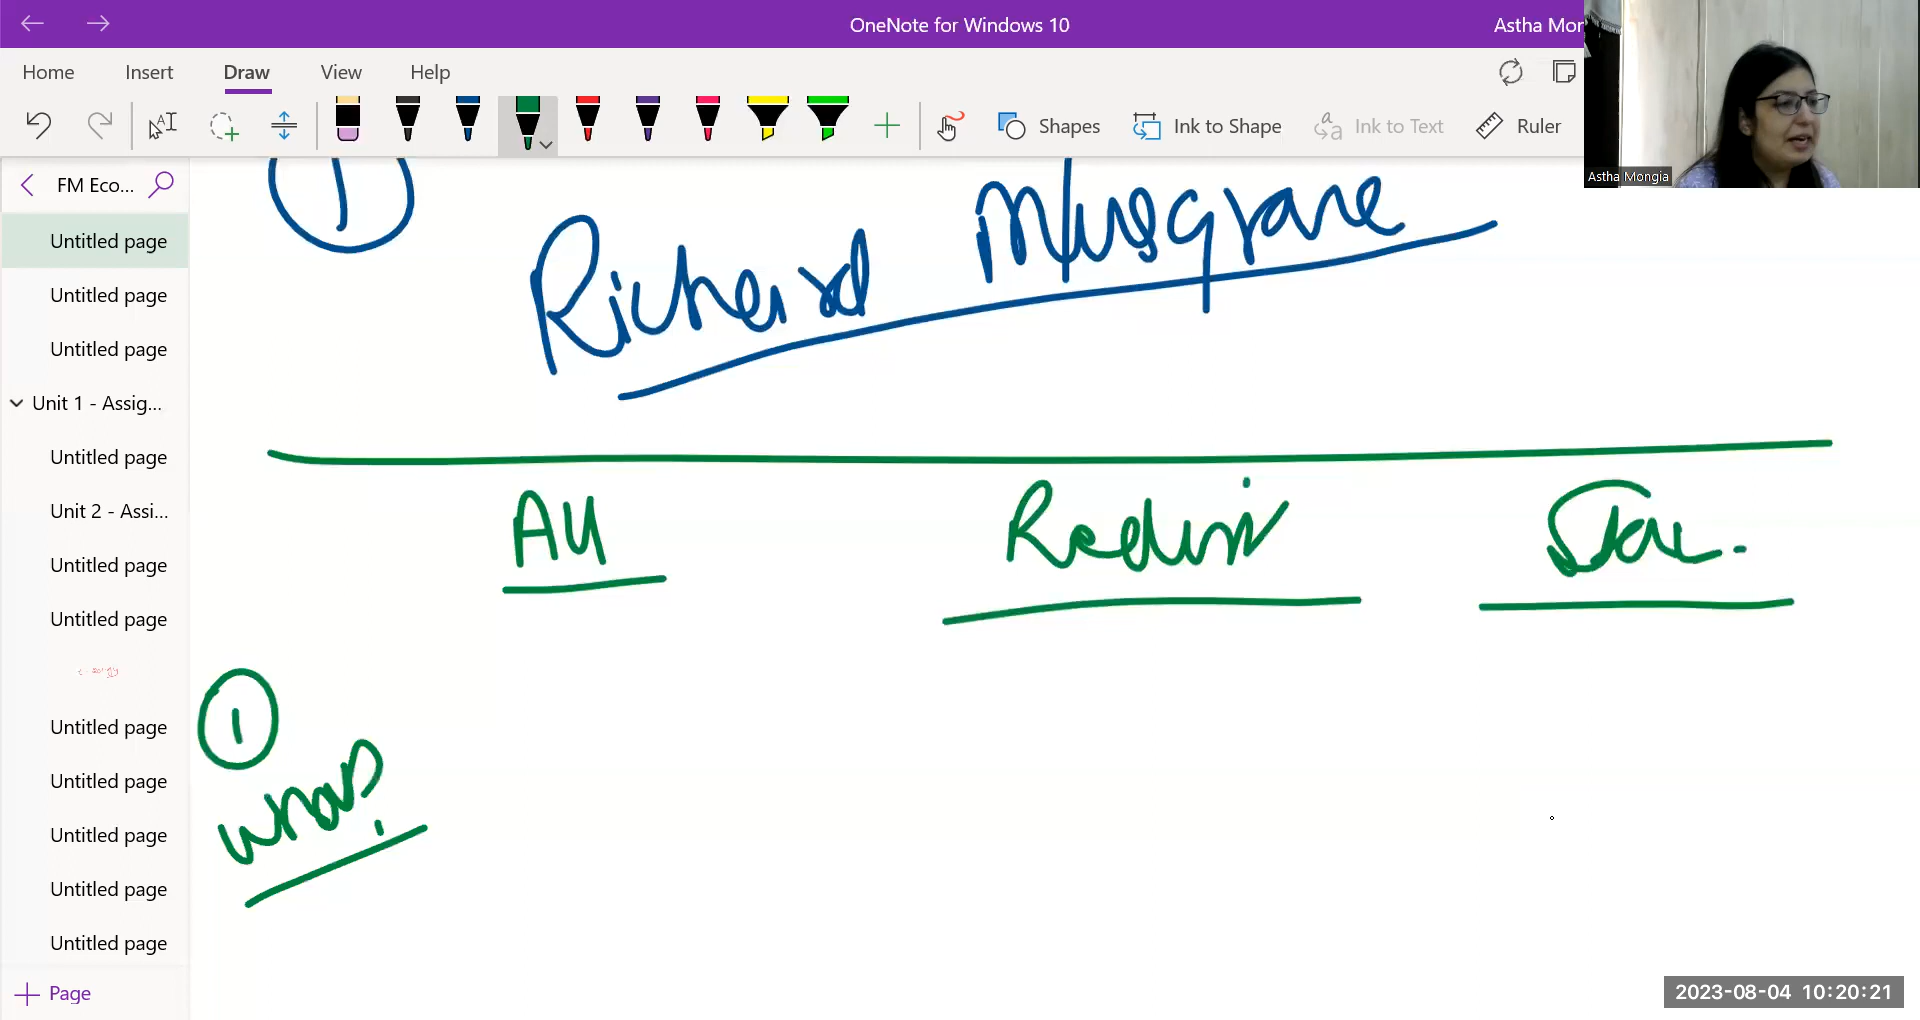 OneNote for Windows 10
Astha Mon
Home Insert Draw View Help
Shapes Ink to Shape Ink to Text Ruler
Astha Mongia
FM Eco...
Untitled page
Untitled page
Untitled page
Unit 1 - Assig...
Untitled page
Unit 2 - Assi...
Untitled page
Untitled page
Untitled page
Untitled page
Untitled page
Untitled page
Untitled page
Page
1
Richard Musgrave
All Redis Stab.
1
What?
2023-08-04 10:20:21